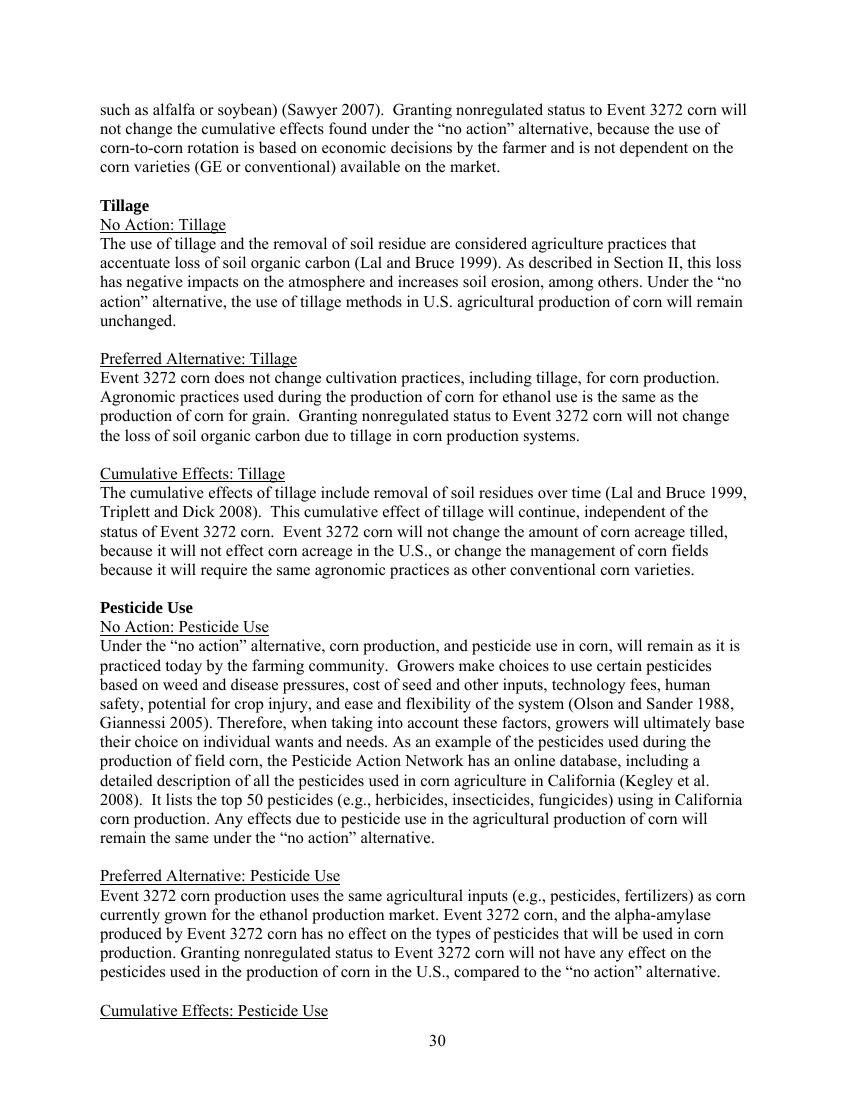 such as alfalfa or soybean) (Sawyer 2007).  Granting nonregulated status to Event 3272 corn will
not change the cumulative effects found under the “no action” alternative, because the use of
corn-to-corn rotation is based on economic decisions by the farmer and is not dependent on the
corn varieties (GE or conventional) available on the market.
Tillage
No Action: Tillage
The use of tillage and the removal of soil residue are considered agriculture practices that
accentuate loss of soil organic carbon (Lal and Bruce 1999). As described in Section II, this loss
has negative impacts on the atmosphere and increases soil erosion, among others. Under the “no
action” alternative, the use of tillage methods in U.S. agricultural production of corn will remain
unchanged.
Preferred Alternative: Tillage
Event 3272 corn does not change cultivation practices, including tillage, for corn production.
Agronomic practices used during the production of corn for ethanol use is the same as the
production of corn for grain.  Granting nonregulated status to Event 3272 corn will not change
the loss of soil organic carbon due to tillage in corn production systems.
Cumulative Effects: Tillage
The cumulative effects of tillage include removal of soil residues over time (Lal and Bruce 1999,
Triplett and Dick 2008).  This cumulative effect of tillage will continue, independent of the
status of Event 3272 corn.  Event 3272 corn will not change the amount of corn acreage tilled,
because it will not effect corn acreage in the U.S., or change the management of corn fields
because it will require the same agronomic practices as other conventional corn varieties.
Pesticide Use
No Action: Pesticide Use
Under the “no action” alternative, corn production, and pesticide use in corn, will remain as it is
practiced today by the farming community.  Growers make choices to use certain pesticides
based on weed and disease pressures, cost of seed and other inputs, technology fees, human
safety, potential for crop injury, and ease and flexibility of the system (Olson and Sander 1988,
Giannessi 2005). Therefore, when taking into account these factors, growers will ultimately base
their choice on individual wants and needs. As an example of the pesticides used during the
production of field corn, the Pesticide Action Network has an online database, including a
detailed description of all the pesticides used in corn agriculture in California (Kegley et al.
2008).  It lists the top 50 pesticides (e.g., herbicides, insecticides, fungicides) using in California
corn production. Any effects due to pesticide use in the agricultural production of corn will
remain the same under the “no action” alternative.
Preferred Alternative: Pesticide Use
Event 3272 corn production uses the same agricultural inputs (e.g., pesticides, fertilizers) as corn
currently grown for the ethanol production market. Event 3272 corn, and the alpha-amylase
produced by Event 3272 corn has no effect on the types of pesticides that will be used in corn
production. Granting nonregulated status to Event 3272 corn will not have any effect on the
pesticides used in the production of corn in the U.S., compared to the “no action” alternative.
Cumulative Effects: Pesticide Use
30